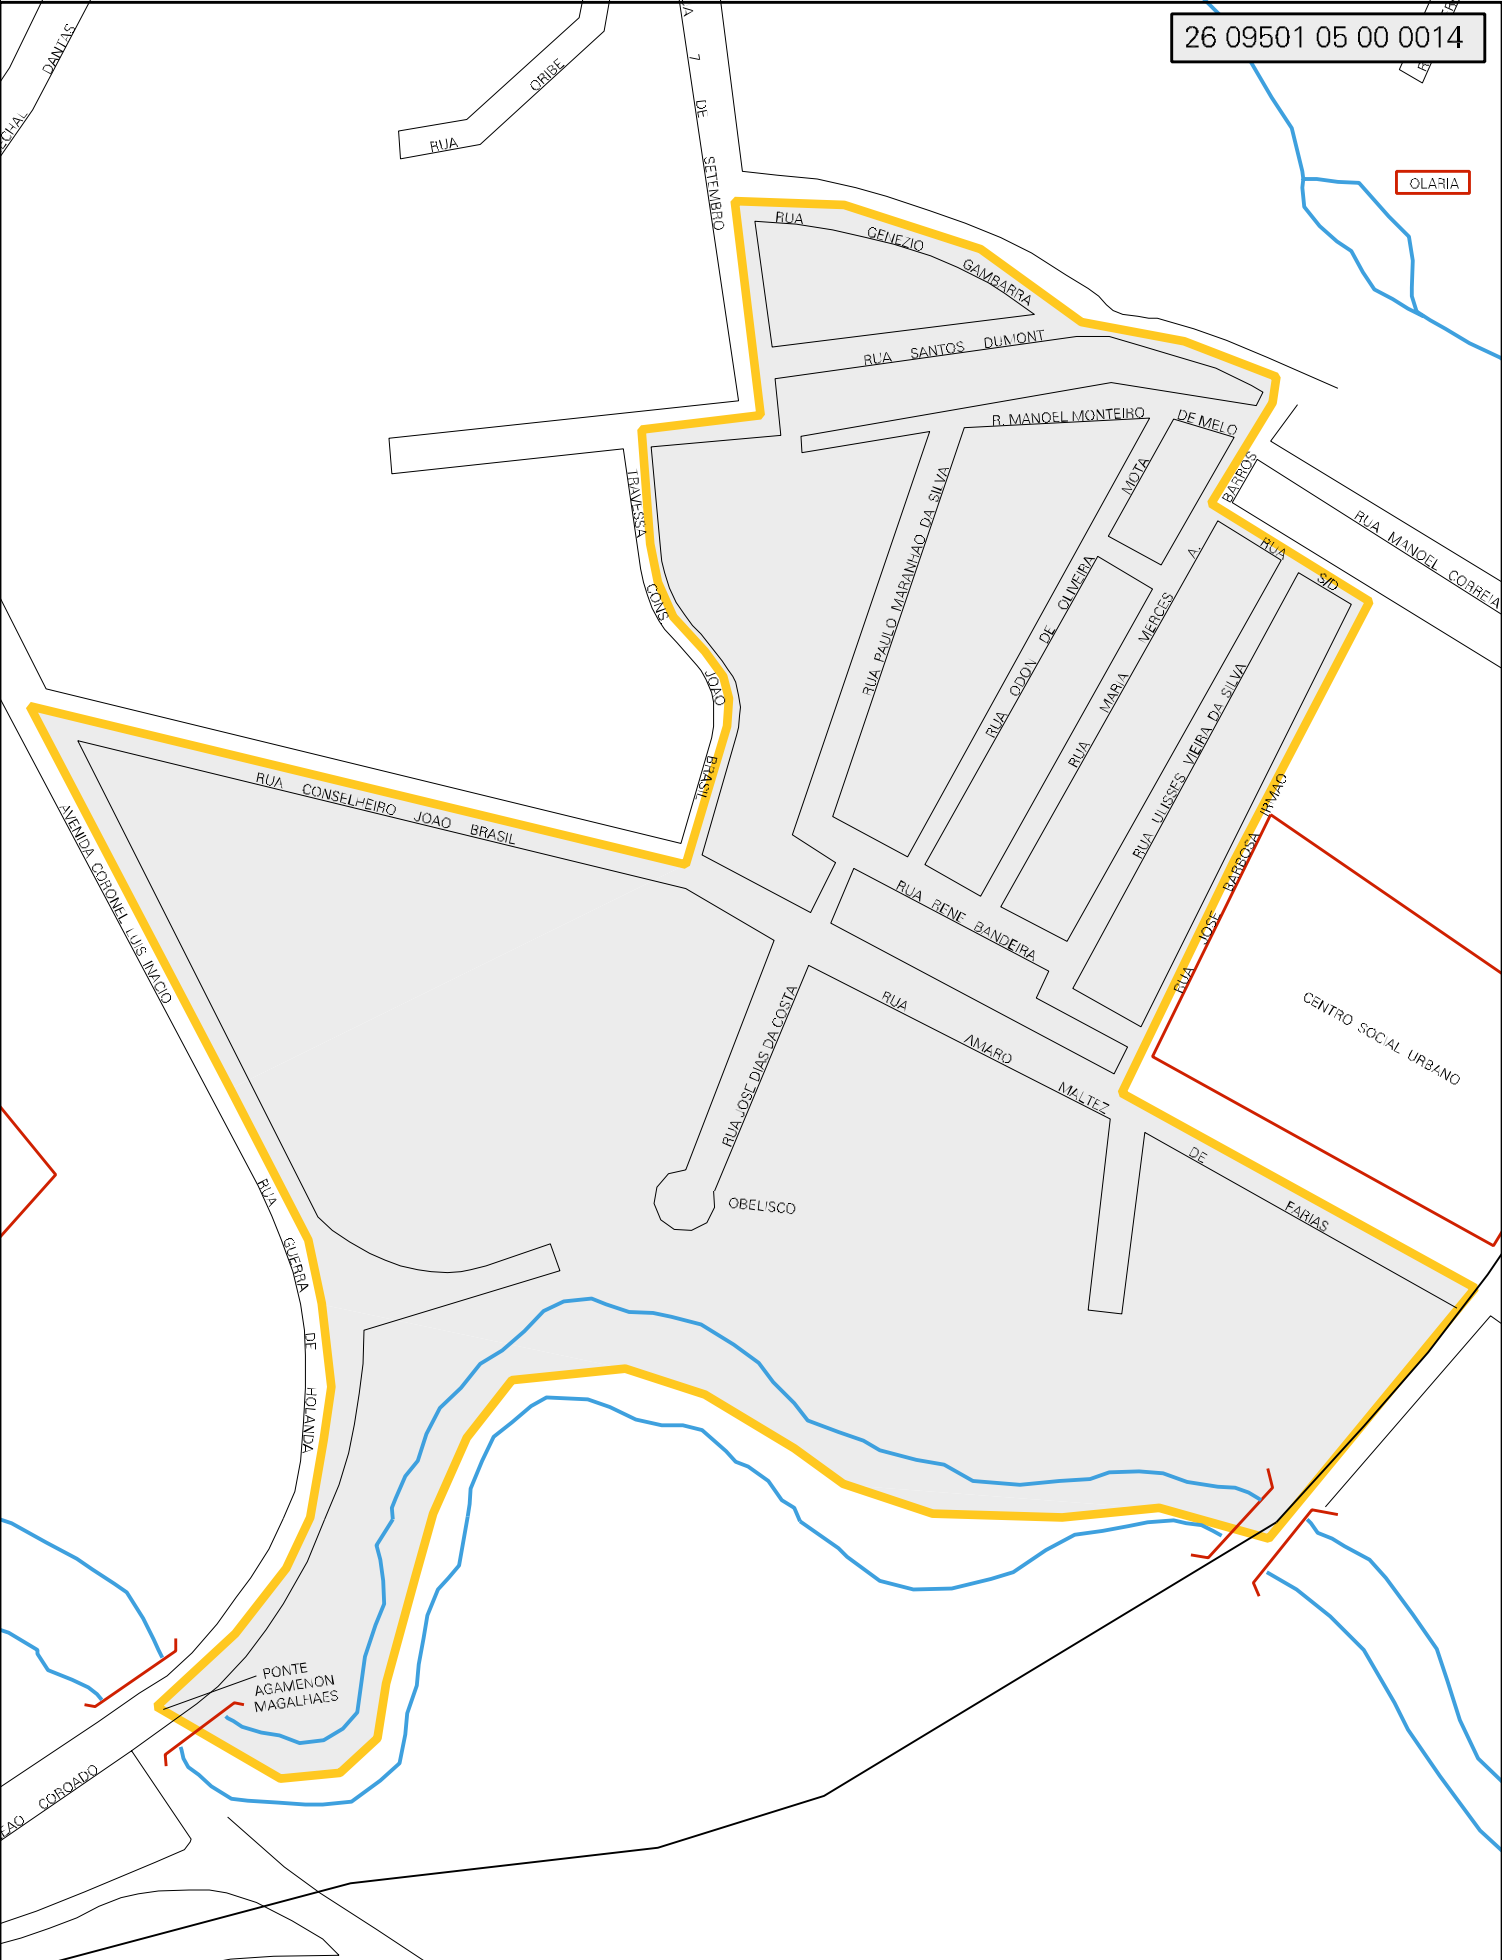 26 09501 05 00 0014
DANTAS
RUA ORIBE
7 DE SETEMBRO
OLARIA
RUA GENEZIO GAMBARRA
RUA SANTOS DUMONT
R. MANOEL MONTEIRO DE MELO
BARROS
MOTA
RUA MANOEL CORREIA
RUA S/D
TRAVESSA CONS JOAO BRASIL
RUA PAULO MARANHAO DA SILVA
RUA ODON DE OLIVEIRA
RUA MARIA MERCES A.
RUA ULISSES VIEIRA DA SILVA
RUA JOSE BARBOSA IRMAO
RUA CONSELHEIRO JOAO BRASIL
AVENIDA CORONEL LUIS INACIO
RUA RENE BANDEIRA
RUA AMARO MALTEZ DE FARIAS
CENTRO SOCIAL URBANO
RUA JOSE DIAS DA COSTA
OBELISCO
RUA GUERRA DE HOLANDA
PONTE
AGAMENON
MAGALHAES
COROADO